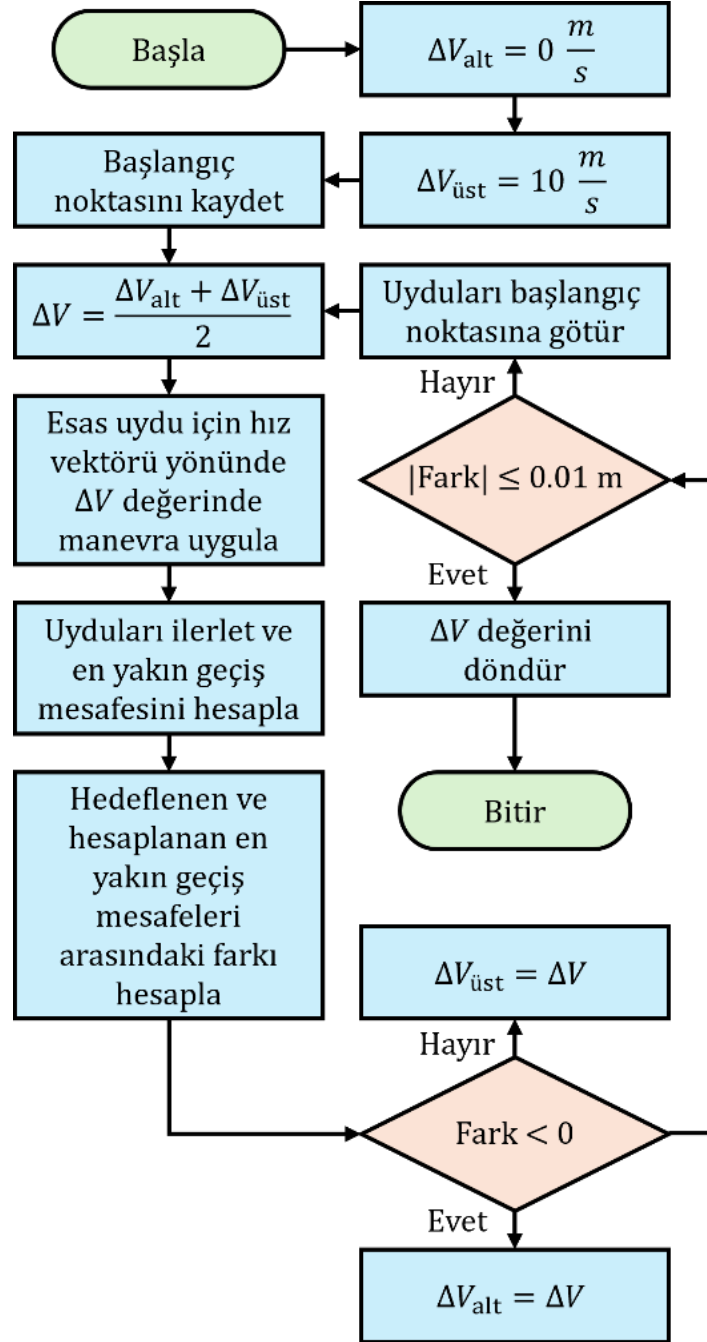 Başla
ΔV_alt = 0 m/s
ΔV_üst = 10 m/s
Başlangıç
noktasını kaydet
ΔV = (ΔV_alt + ΔV_üst)/2
Uyduları başlangıç
noktasına götür
Hayır
Esas uydu için hız
vektörü yönünde
ΔV değerinde
manevra uygula
|Fark| ≤ 0.01 m
Evet
Uyduları ilerlet ve
en yakın geçiş
mesafesini hesapla
ΔV değerini
döndür
Hedeflenen ve
hesaplanan en
yakın geçiş
mesafeleri
arasındaki farkı
hesapla
Bitir
ΔV_üst = ΔV
Hayır
Fark < 0
Evet
ΔV_alt = ΔV